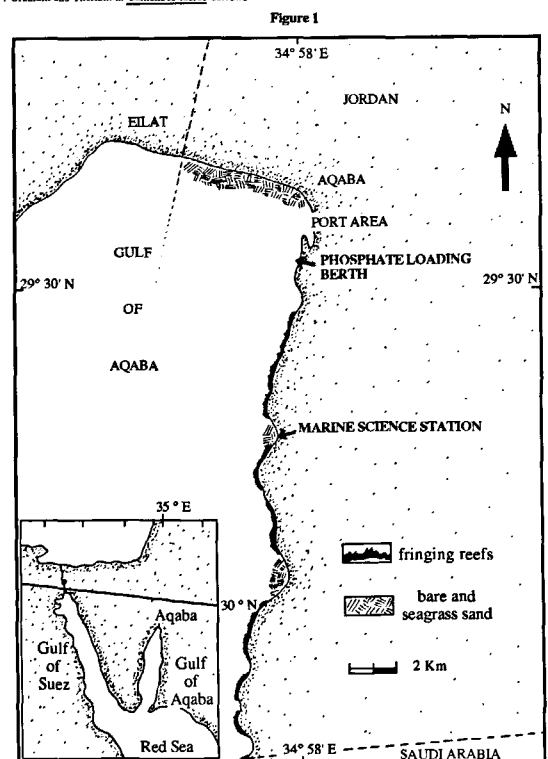 Figure 1
34° 58' E
JORDAN
N
EILAT
AQABA
PORT AREA
GULF
PHOSPHATE LOADING
BERTH
29° 30' N
29° 30' N
OF
AQABA
MARINE SCIENCE STATION
35° E
fringing reefs
30° N
bare and
seagrass sand
Aqaba
Gulf
of
Suez
Gulf
of
Aqaba
2 Km
Red Sea
34° 58' E
SAUDI ARABIA